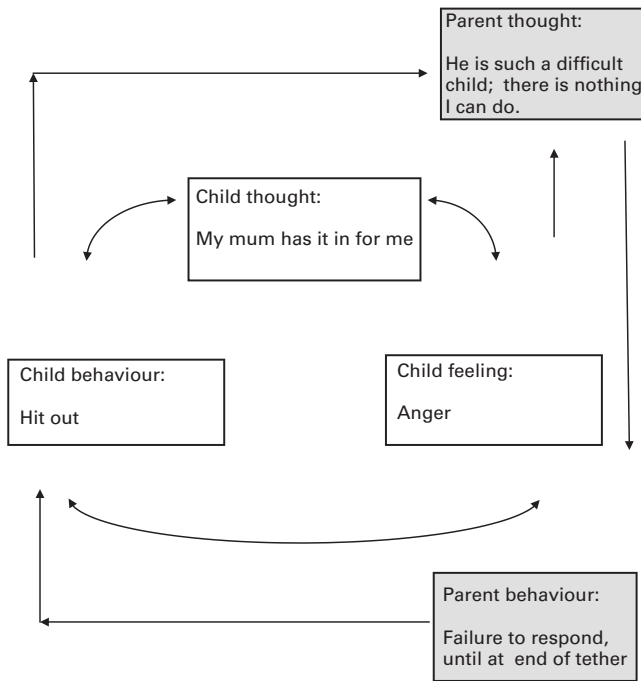 Parent thought:
He is such a difficult
child; there is nothing
I can do.
Child thought:
My mum has it in for me
Child behaviour:
Hit out
Child feeling:
Anger
Parent behaviour:
Failure to respond,
until at end of tether